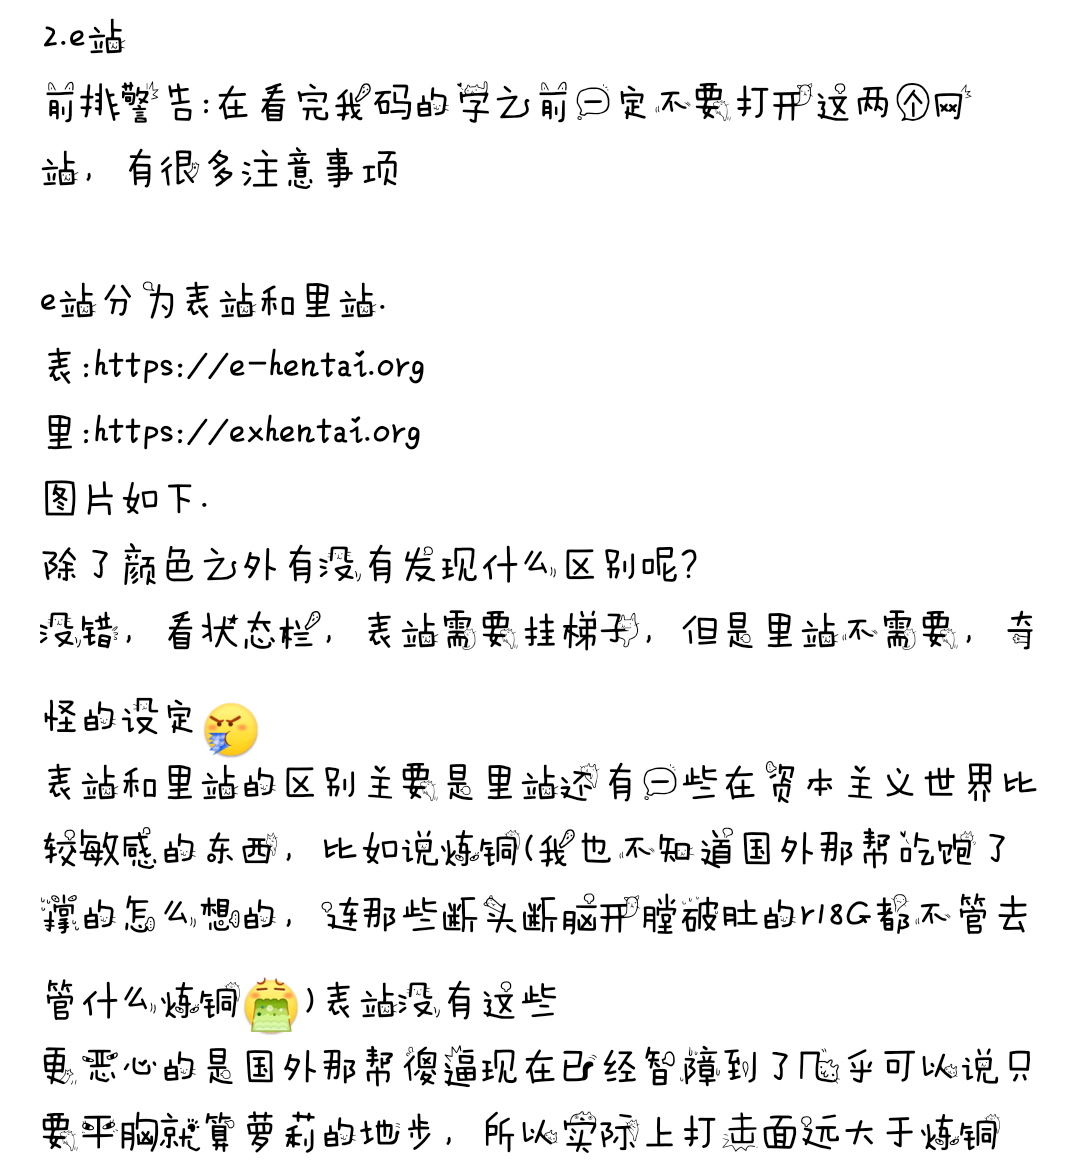 2.e站
前排警告:在看完我码的字之前一定不要打开这两个网
站，有很多注意事项
e站分为表站和里站.
表:https://e-hentai.org
里:https://exhentai.org
图片如下.
除了颜色之外有没有发现什么区别呢?
没错，看状态栏，表站需要挂梯子，但是里站不需要，奇
怪的设定
表站和里站的区别主要是里站还有一些在资本主义世界比
较敏感的东西，比如说炼铜(我也不知道国外那帮吃饱了
撑的怎么想的，连那些断头断脑开膛破肚的r18G都不管去
管什么炼铜)表站没有这些
更恶心的是国外那帮傻逼现在已经智障到了几乎可以说只
要平胸就算萝莉的地步，所以实际上打击面远大于炼铜